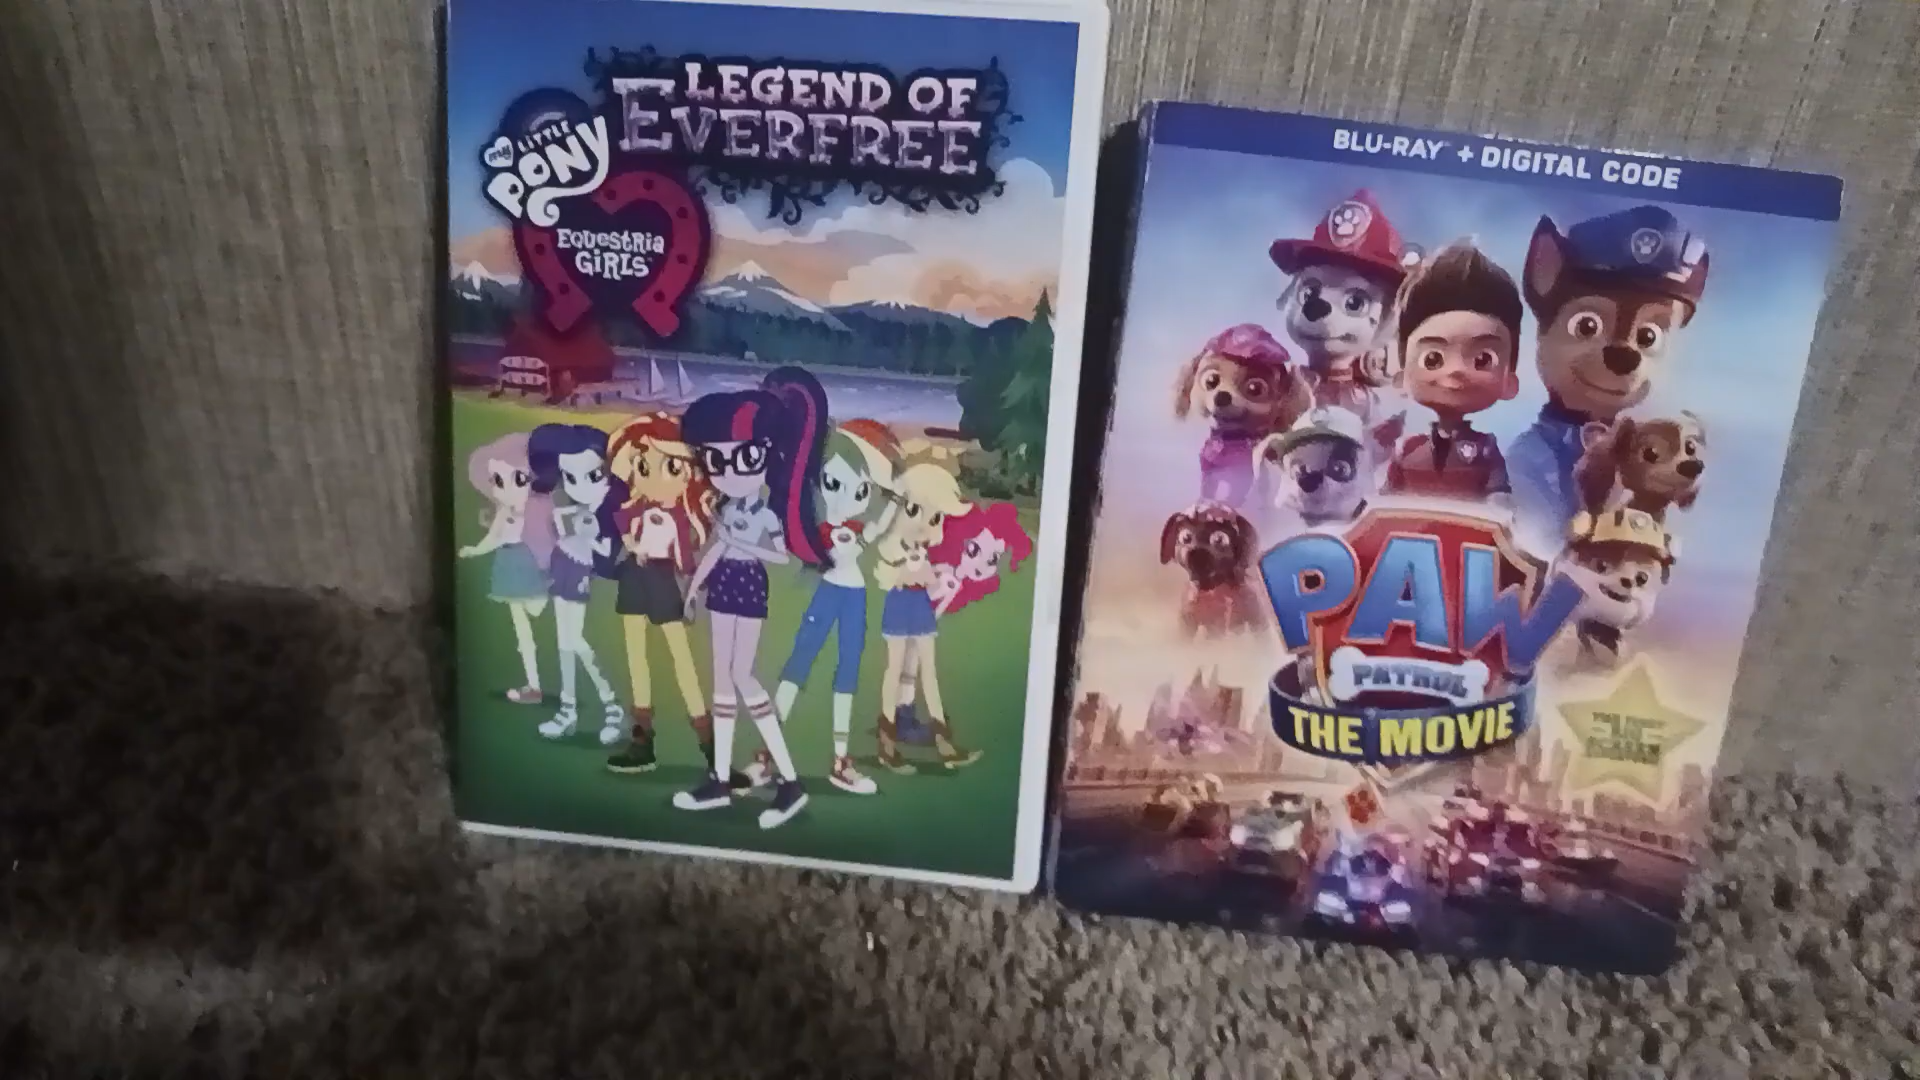 LEGEND OF
EVERFREE
my LITTLE
PONY
EQUESTRIA
GIRLS
BLU-RAY + DIGITAL CODE
PAW
PATROL
THE MOVIE